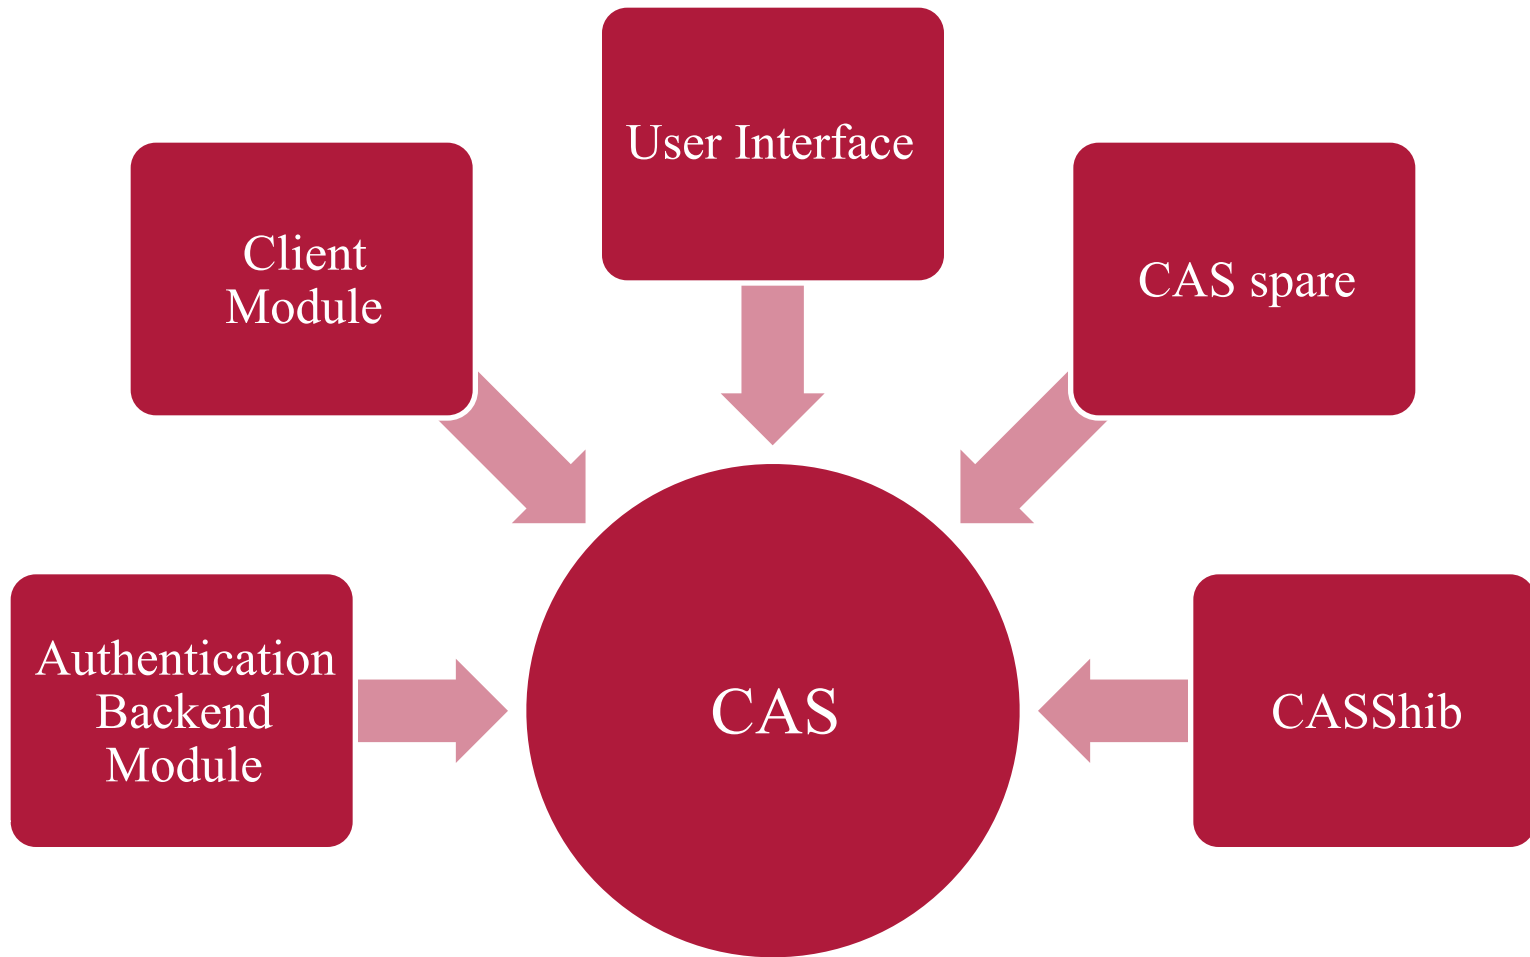 User Interface
Client
Module
CAS spare
Authentication
Backend
Module
CAS
CASShib